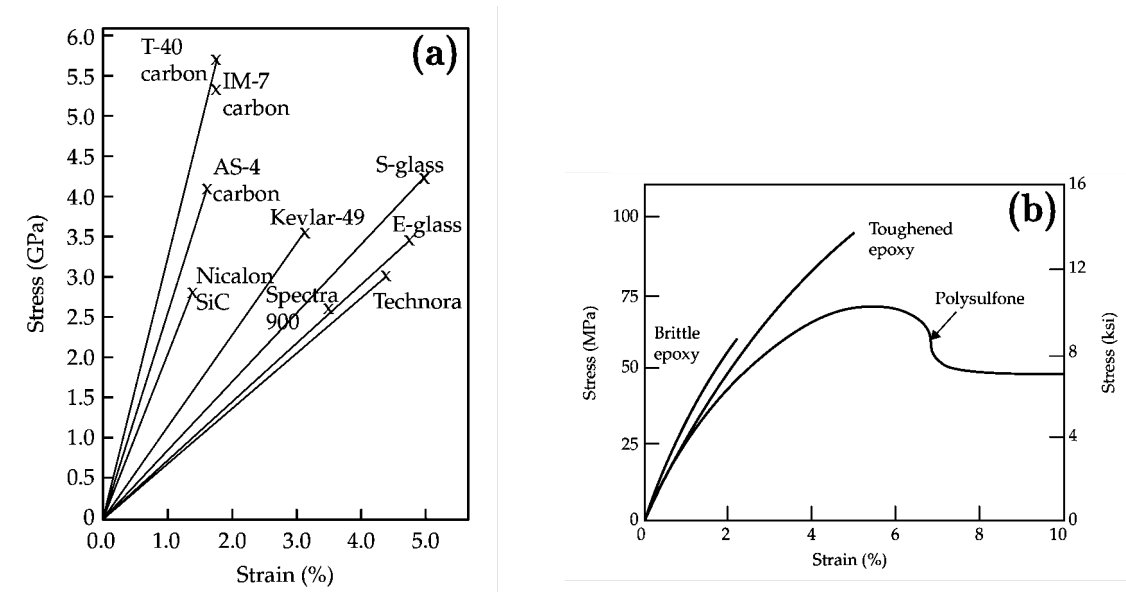 (a)
6.0
5.5
5.0
4.5
4.0
3.5
3.0
2.5
2.0
1.5
1.0
0.5
0
Stress (GPa)
T-40
carbon
IM-7
carbon
AS-4
carbon
S-glass
Kevlar-49
E-glass
Nicalon
SiC
Spectra
900
Technora
0.0 1.0 2.0 3.0 4.0 5.0
Strain (%)
(b)
100
75
50
25
0
Stress (MPa)
Toughened
epoxy
Polysulfone
Brittle
epoxy
16
12
8
4
0
Stress (ksi)
0 2 4 6 8 10
Strain (%)